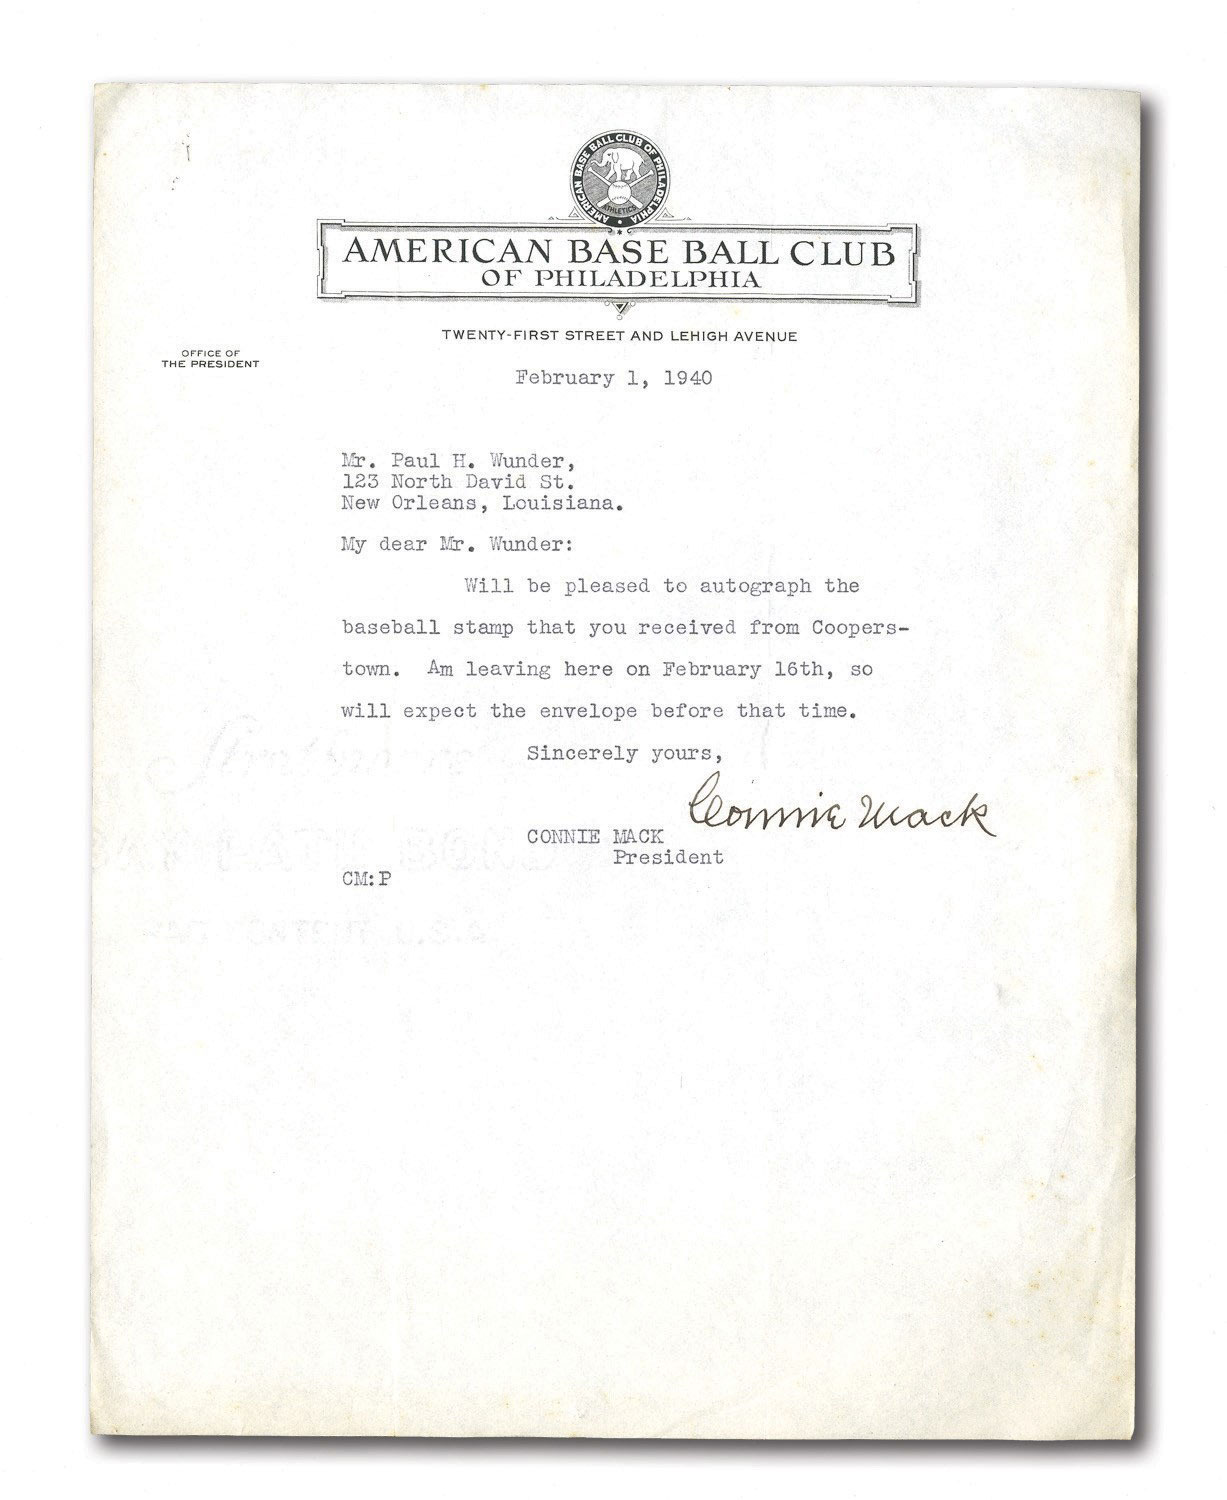 AMERICAN BASE BALL CLUB OF PHILADELPHIA
ATHLETICS
AMERICAN BASE BALL CLUB
OF PHILADELPHIA
TWENTY-FIRST STREET AND LEHIGH AVENUE
OFFICE OF
THE PRESIDENT
February 1, 1940
Mr. Paul H. Wunder,
123 North David St.
New Orleans, Louisiana.
My dear Mr. Wunder:
Will be pleased to autograph the
baseball stamp that you received from Coopers-
town. Am leaving here on February 16th, so
will expect the envelope before that time.
Sincerely yours,
Connie Mack
CONNIE MACK
President
CM:P